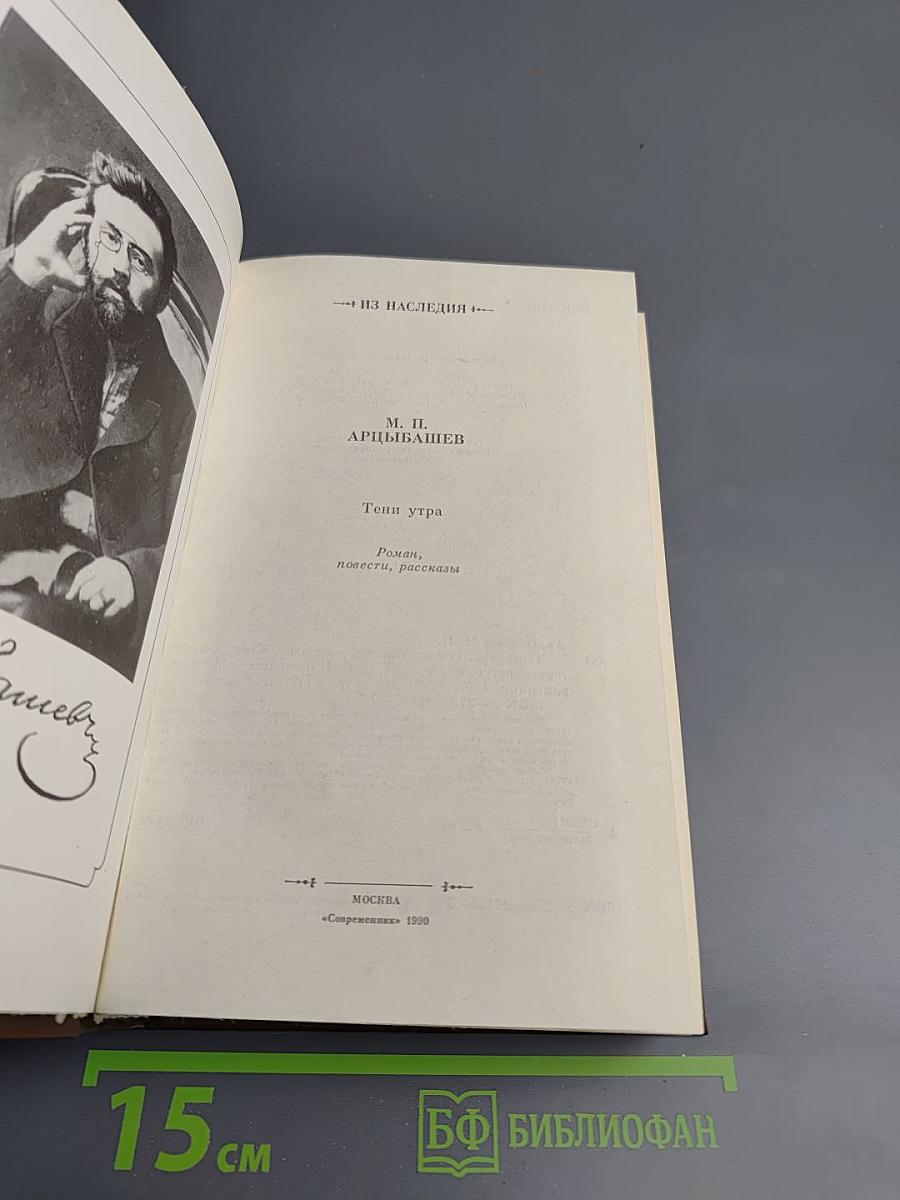 ИЗ НАСЛЕДИЯ
М. П.
АРЦЫБАШЕВ
Тени утра
Роман,
повести, рассказы
МОСКВА
«Современник» 1990
15 см
БФ БИБЛИОФАН